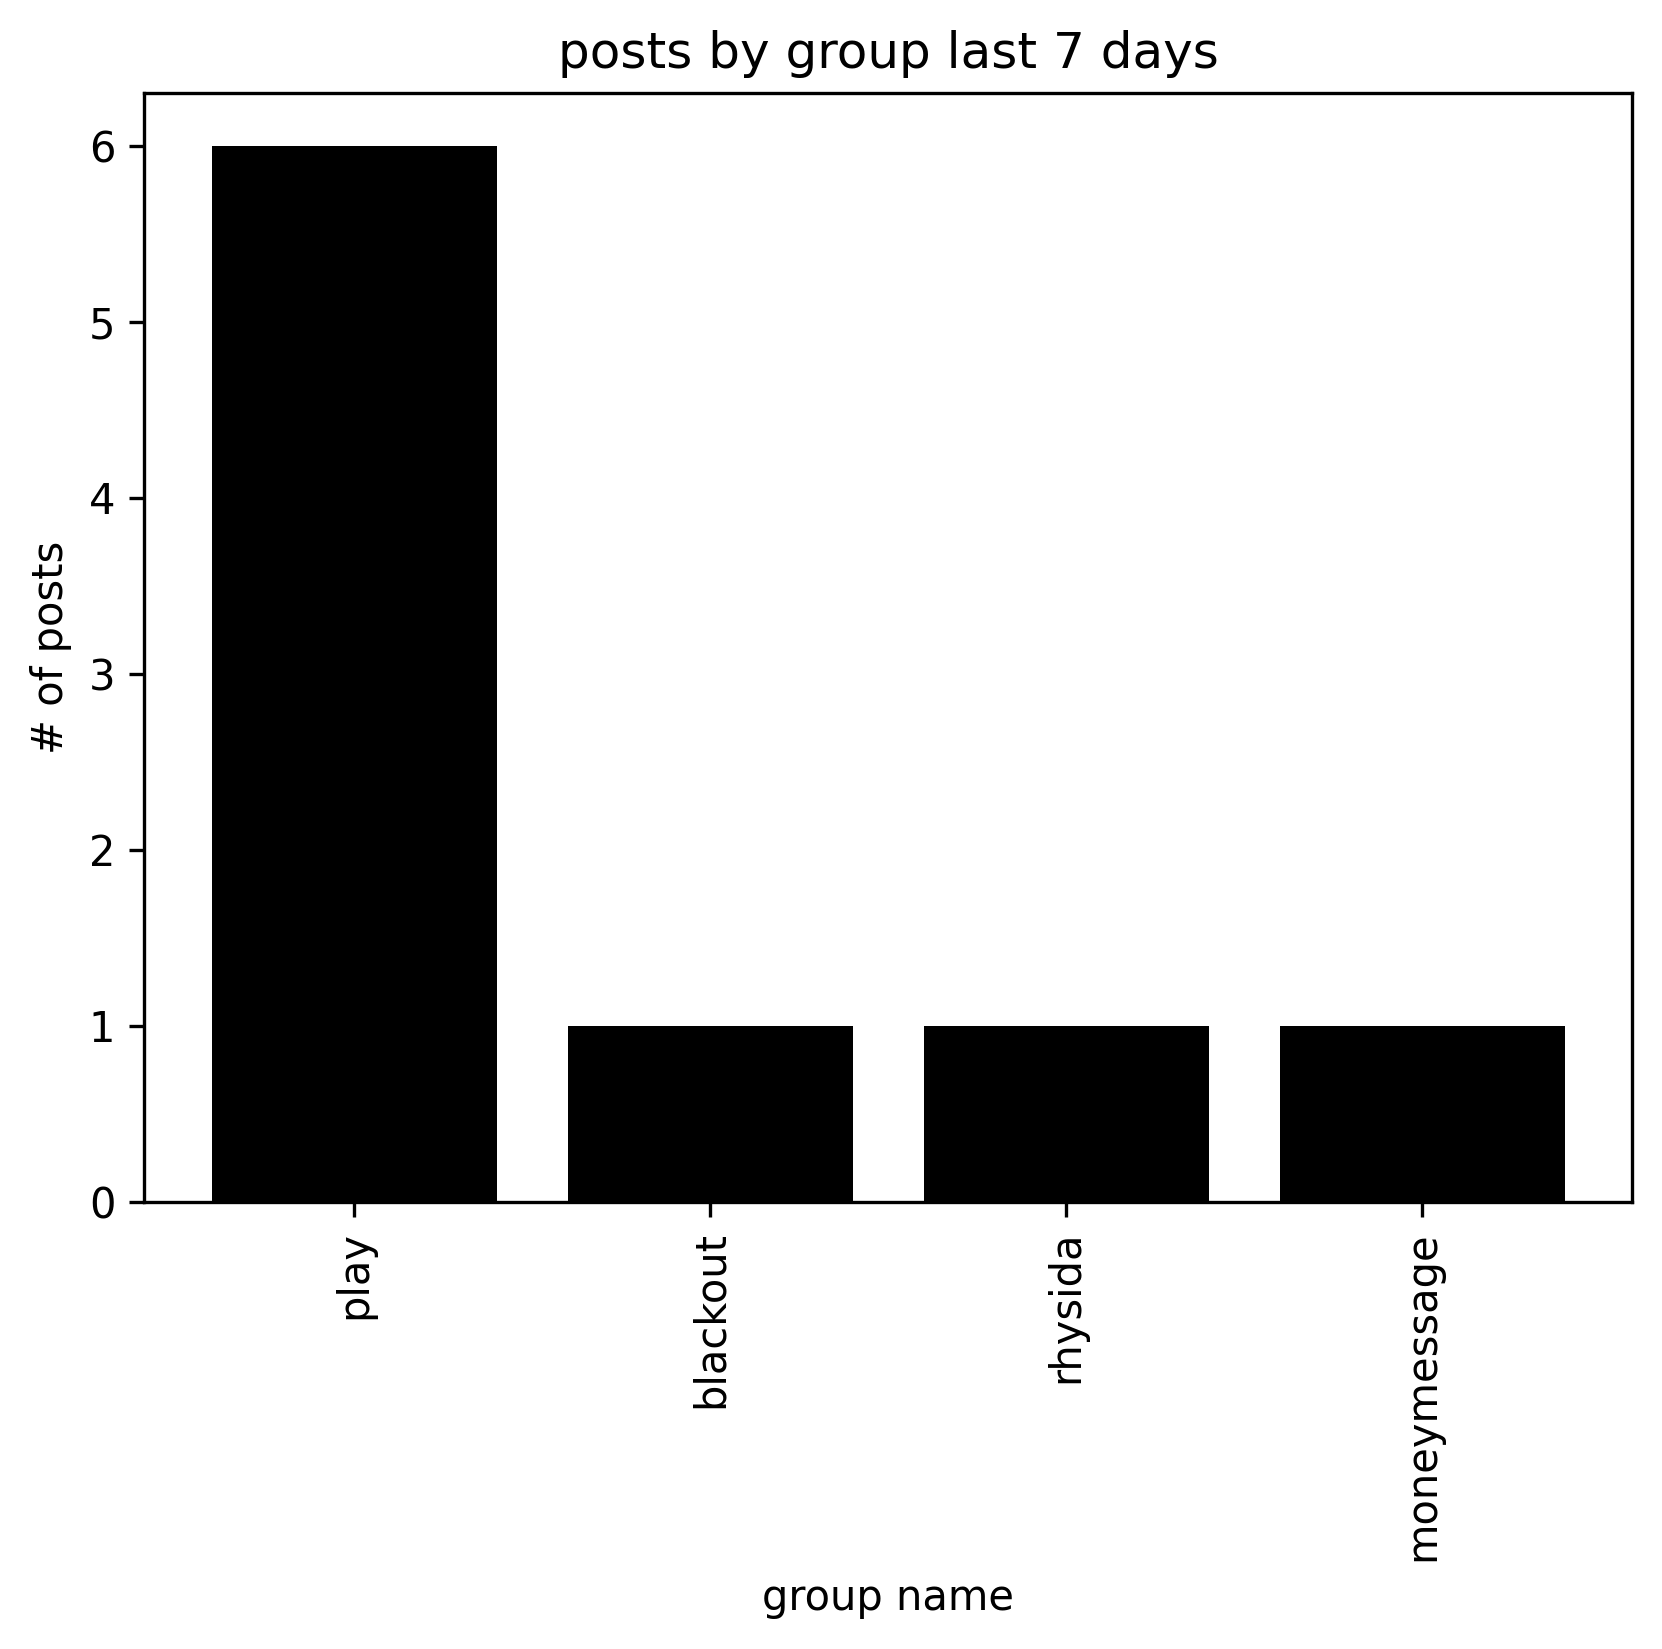 posts by group last 7 days
6
5
4
3
2
1
0
# of posts
play
blackout
rhysida
moneymessage
group name